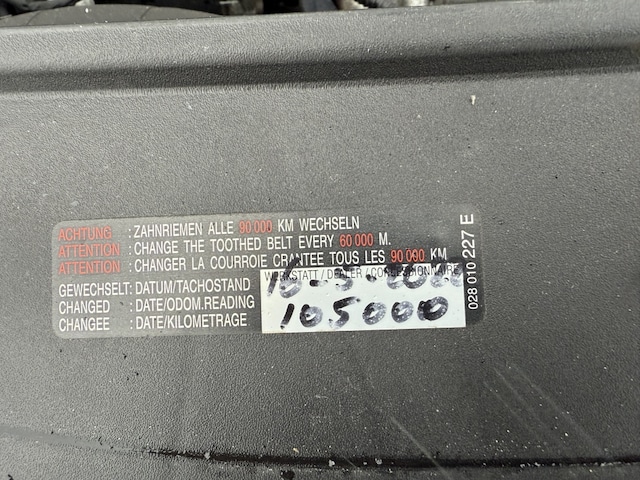 ACHTUNG : ZAHNRIEMEN ALLE 90 000 KM WECHSELN
ATTENTION : CHANGE THE TOOTHED BELT EVERY 60 000 M.
ATTENTION : CHANGER LA COURROIE CRANTEE TOUS LES 90 000 KM
WERKSTATT / DEALER / CONCESSIONNAIRE
GEWECHSELT: DATUM/TACHOSTAND
CHANGED : DATE/ODOM.READING
CHANGEE : DATE/KILOMETRAGE
105000
028 010 227 E